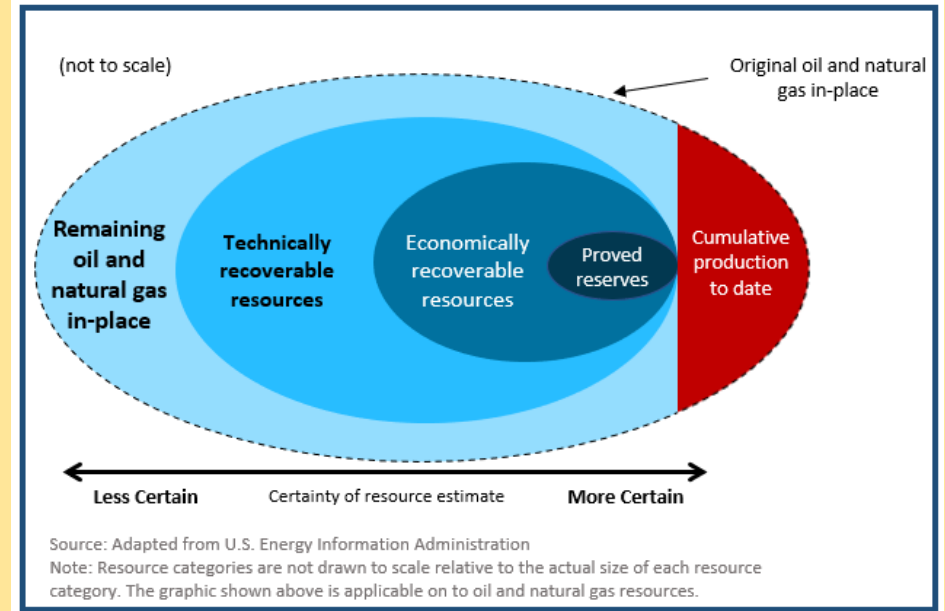 (not to scale)
Original oil and natural
gas in-place
Remaining
oil and
natural gas
in-place
Technically
recoverable
resources
Economically
recoverable
resources
Proved
reserves
Cumulative
production
to date
Less Certain
Certainty of resource estimate
More Certain
Source: Adapted from U.S. Energy Information Administration
Note: Resource categories are not drawn to scale relative to the actual size of each resource
category. The graphic shown above is applicable on to oil and natural gas resources.